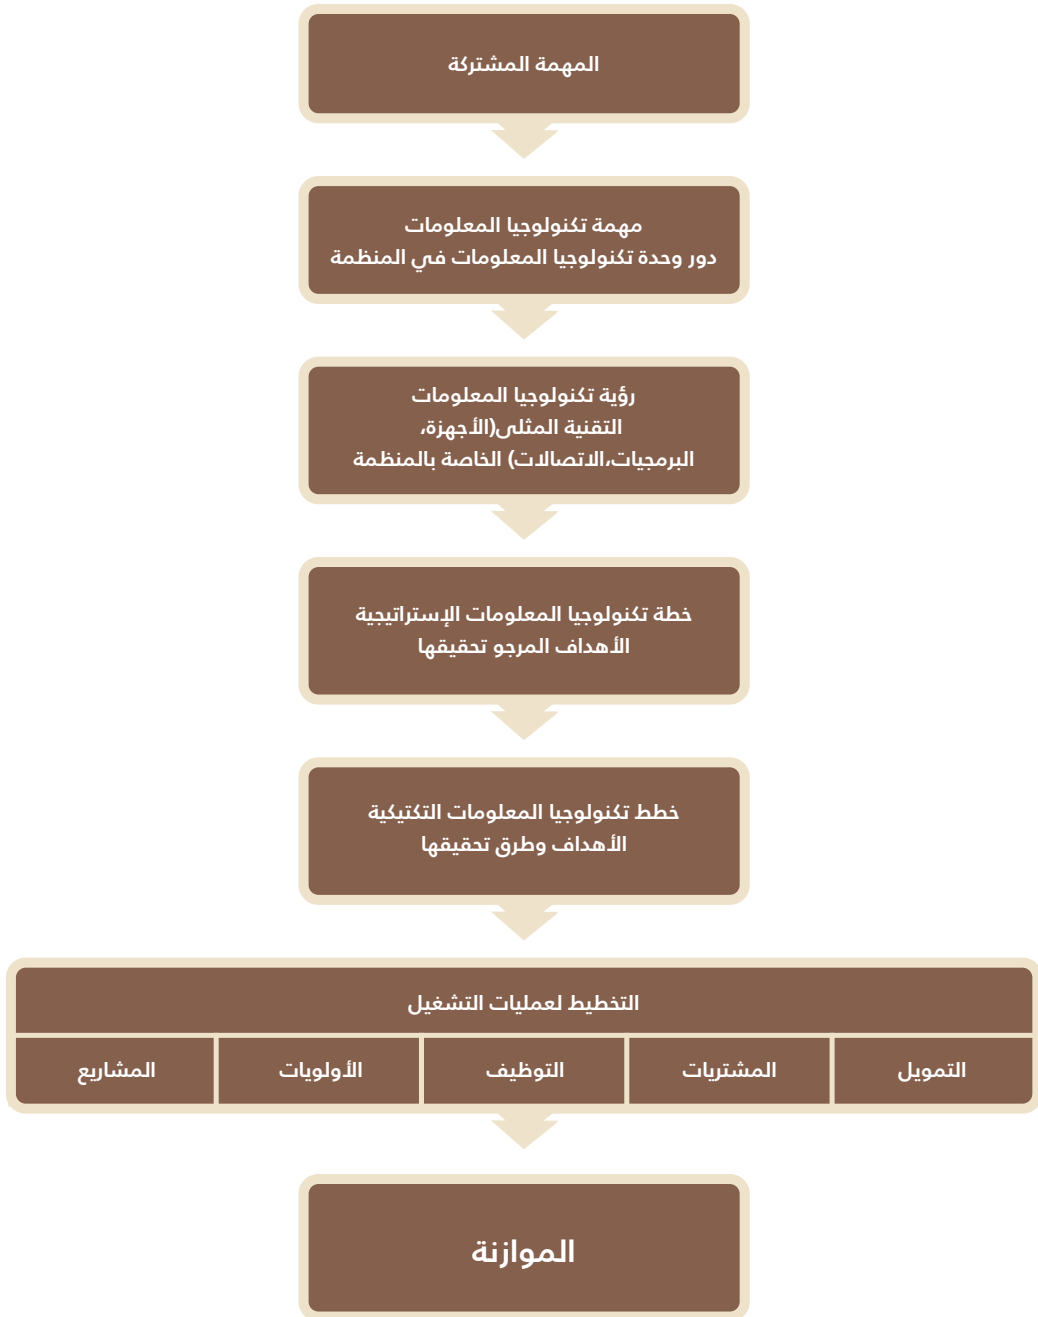 المهمة المشتركة
مهمة تكنولوجيا المعلومات
دور وحدة تكنولوجيا المعلومات في المنظمة
رؤية تكنولوجيا المعلومات
التقنية المثلى(الأجهزة،
البرمجيات،الاتصالات) الخاصة بالمنظمة
خطة تكنولوجيا المعلومات الإستراتيجية
الأهداف المرجو تحقيقها
خطط تكنولوجيا المعلومات التكتيكية
الأهداف وطرق تحقيقها
التخطيط لعمليات التشغيل
التمويل
المشتريات
التوظيف
الأولويات
المشاريع
الموازنة